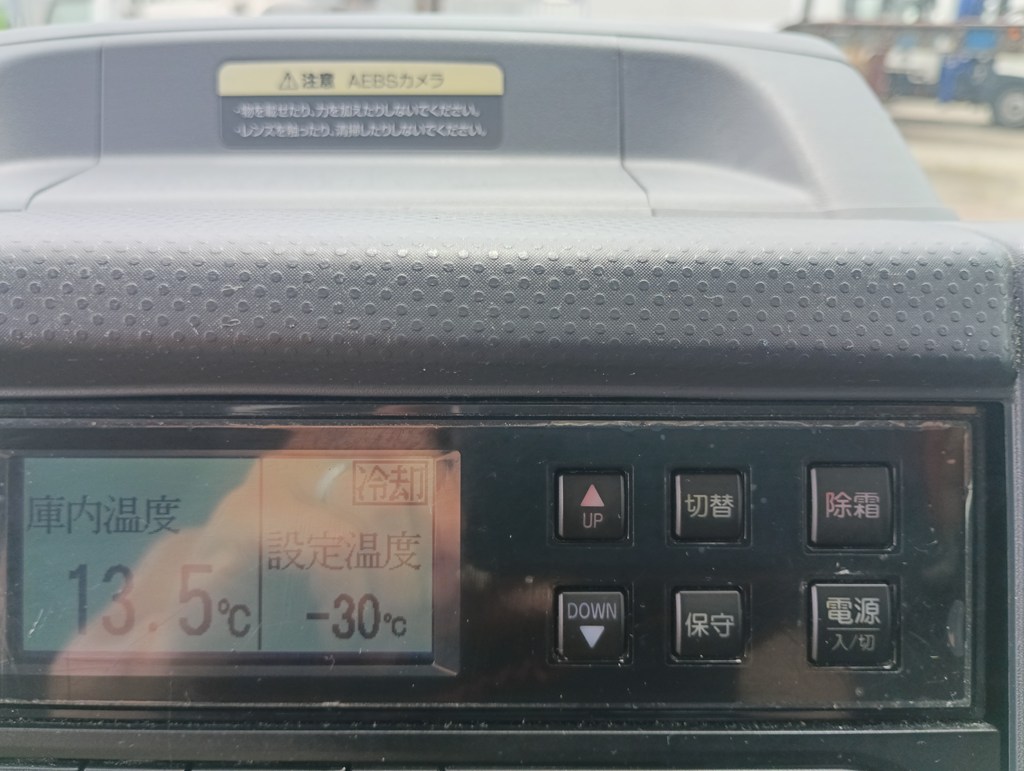 ⚠注意 AEBSカメラ
・物を載せたり、力を加えたりしないでください。
・レンズを触ったり、清掃したりしないでください。
冷却
庫内温度
設定温度
13.5℃
-30℃
UP
切替
除霜
DOWN
保守
電源
入/切